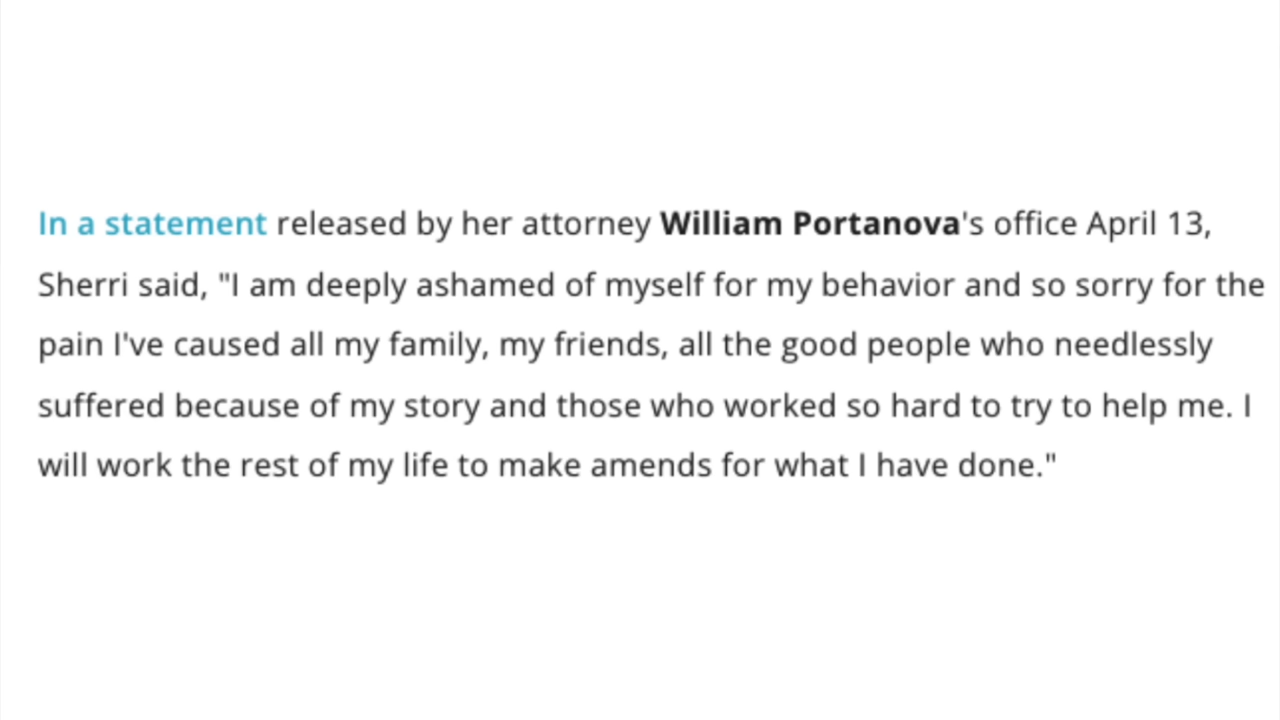 In a statement released by her attorney William Portanova's office April 13,
Sherri said, "I am deeply ashamed of myself for my behavior and so sorry for the
pain I've caused all my family, my friends, all the good people who needlessly
suffered because of my story and those who worked so hard to try to help me. I
will work the rest of my life to make amends for what I have done."